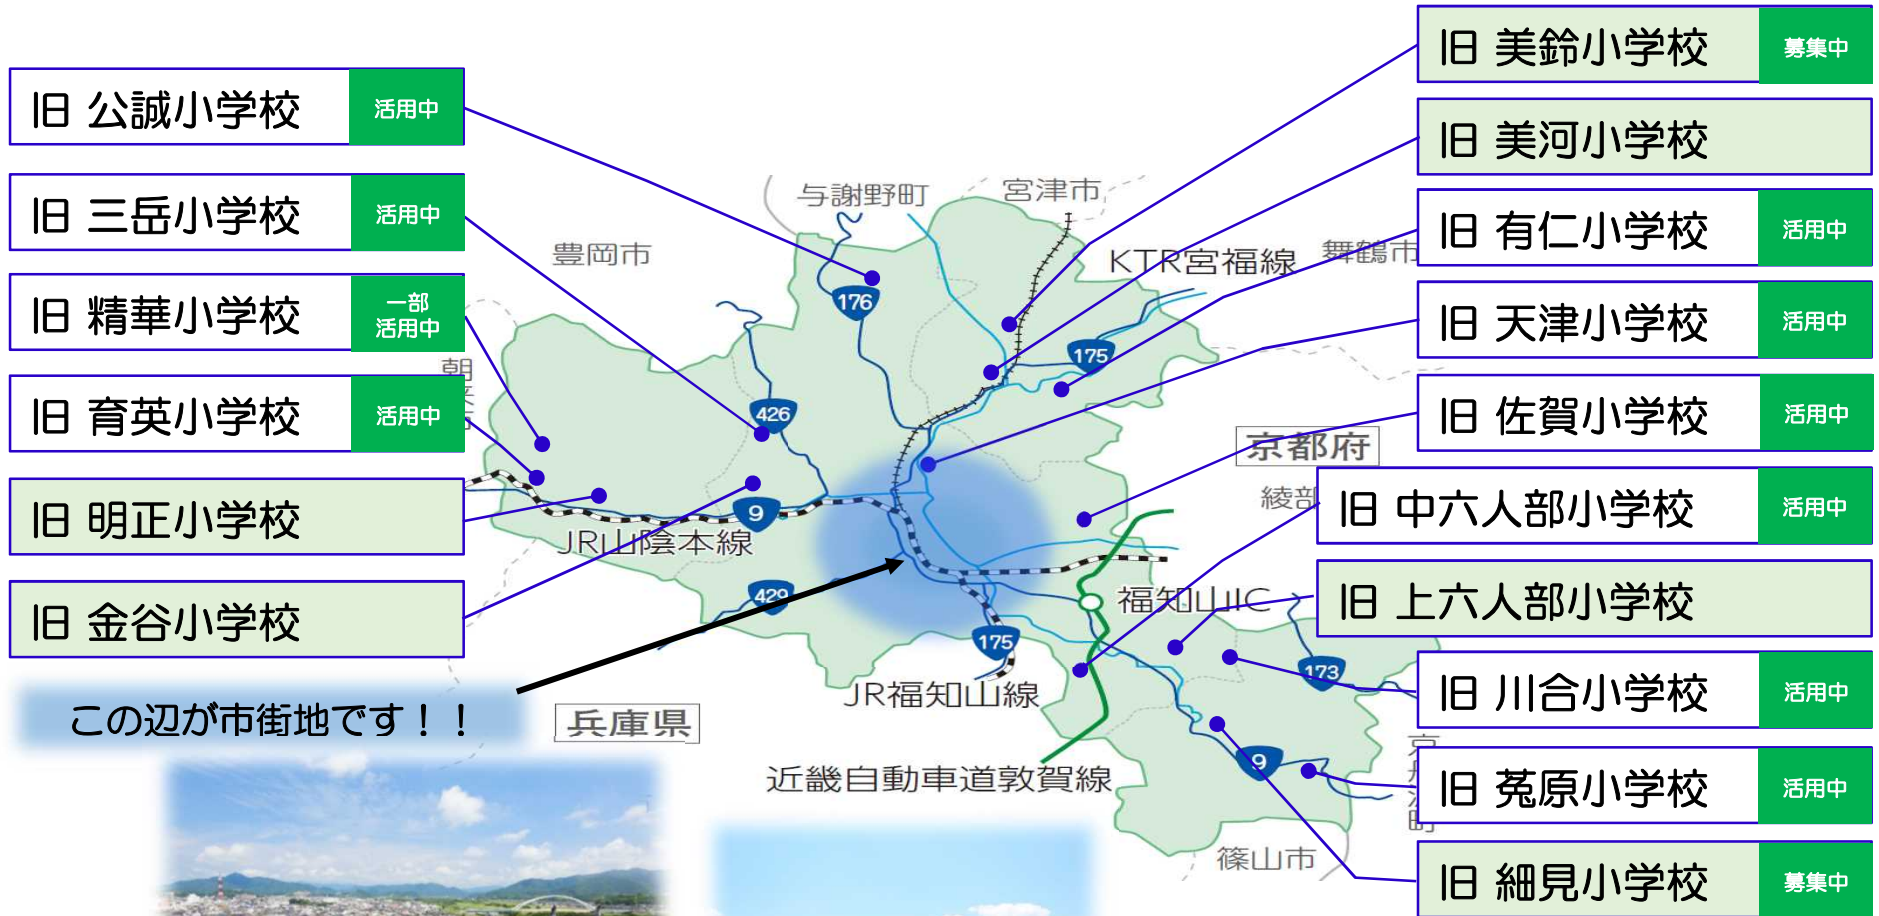 旧 公誠小学校
活用中
旧 三岳小学校
活用中
旧 精華小学校
一部
活用中
旧 育英小学校
活用中
旧 明正小学校
旧 金谷小学校
この辺が市街地です！！
旧 美鈴小学校
募集中
旧 美河小学校
旧 有仁小学校
活用中
旧 天津小学校
活用中
旧 佐賀小学校
活用中
旧 中六人部小学校
活用中
旧 上六人部小学校
旧 川合小学校
活用中
旧 菟原小学校
活用中
旧 細見小学校
募集中
与謝野町
宮津市
豊岡市
KTR宮福線
舞鶴市
176
175
426
京都府
綾部
9
JR山陰本線
429
福知山IC
175
173
JR福知山線
兵庫県
近畿自動車道敦賀線
9
篠山市